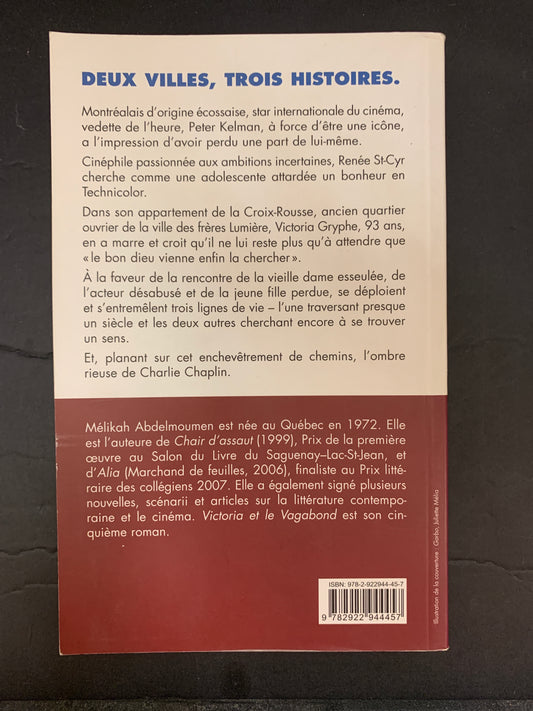 DEUX VILLES, TROIS HISTOIRES.
Montréalais d'origine écossaise, star internationale du cinéma,
vedette de l'heure, Peter Kelman, à force d'être une icône,
a l'impression d'avoir perdu une part de lui-même.
Cinéphile passionnée aux ambitions incertaines, Renée St-Cyr
cherche comme une adolescente attardée un bonheur en
Technicolor.
Dans son appartement de la Croix-Rousse, ancien quartier
ouvrier de la ville des frères Lumière, Victoria Gryphe, 93 ans,
en a marre et croit qu'il ne lui reste plus qu'à attendre que
« le bon dieu vienne enfin la chercher ».
À la faveur de la rencontre de la vieille dame esseulée, de
l'acteur désabusé et de la jeune fille perdue, se déploient
et s'entremêlent trois lignes de vie – l'une traversant presque
un siècle et les deux autres cherchant encore à se trouver
un sens.
Et, planant sur cet enchevêtrement de chemins, l'ombre
rieuse de Charlie Chaplin.
Mélikah Abdelmoumen est née au Québec en 1972. Elle
est l'auteure de Chair d'assaut (1999), Prix de la première
œuvre au Salon du Livre du Saguenay–Lac-St-Jean, et
d'Alia (Marchand de feuilles, 2006), finaliste au Prix litté-
raire des collégiens 2007. Elle a également signé plusieurs
nouvelles, scénarii et articles sur la littérature contempo-
raine et le cinéma. Victoria et le Vagabond est son cin-
quième roman.
ISBN: 978-2-922944-45-7
9 782922 944457
Illustration de la couverture : Garbo, Juliette Mélia